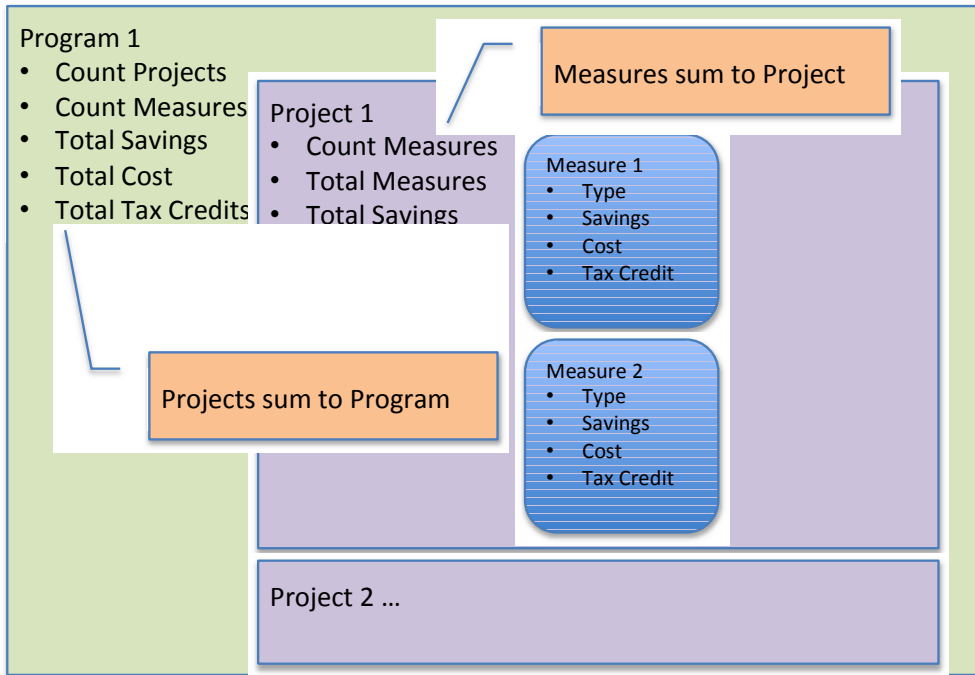 Program 1
• Count Projects
• Count Measures
• Total Savings
• Total Cost
• Total Tax Credits
Measures sum to Project
Project 1
• Count Measures
• Total Measures
• Total Savings
Measure 1
• Type
• Savings
• Cost
• Tax Credit
Measure 2
• Type
• Savings
• Cost
• Tax Credit
Projects sum to Program
Project 2 ...